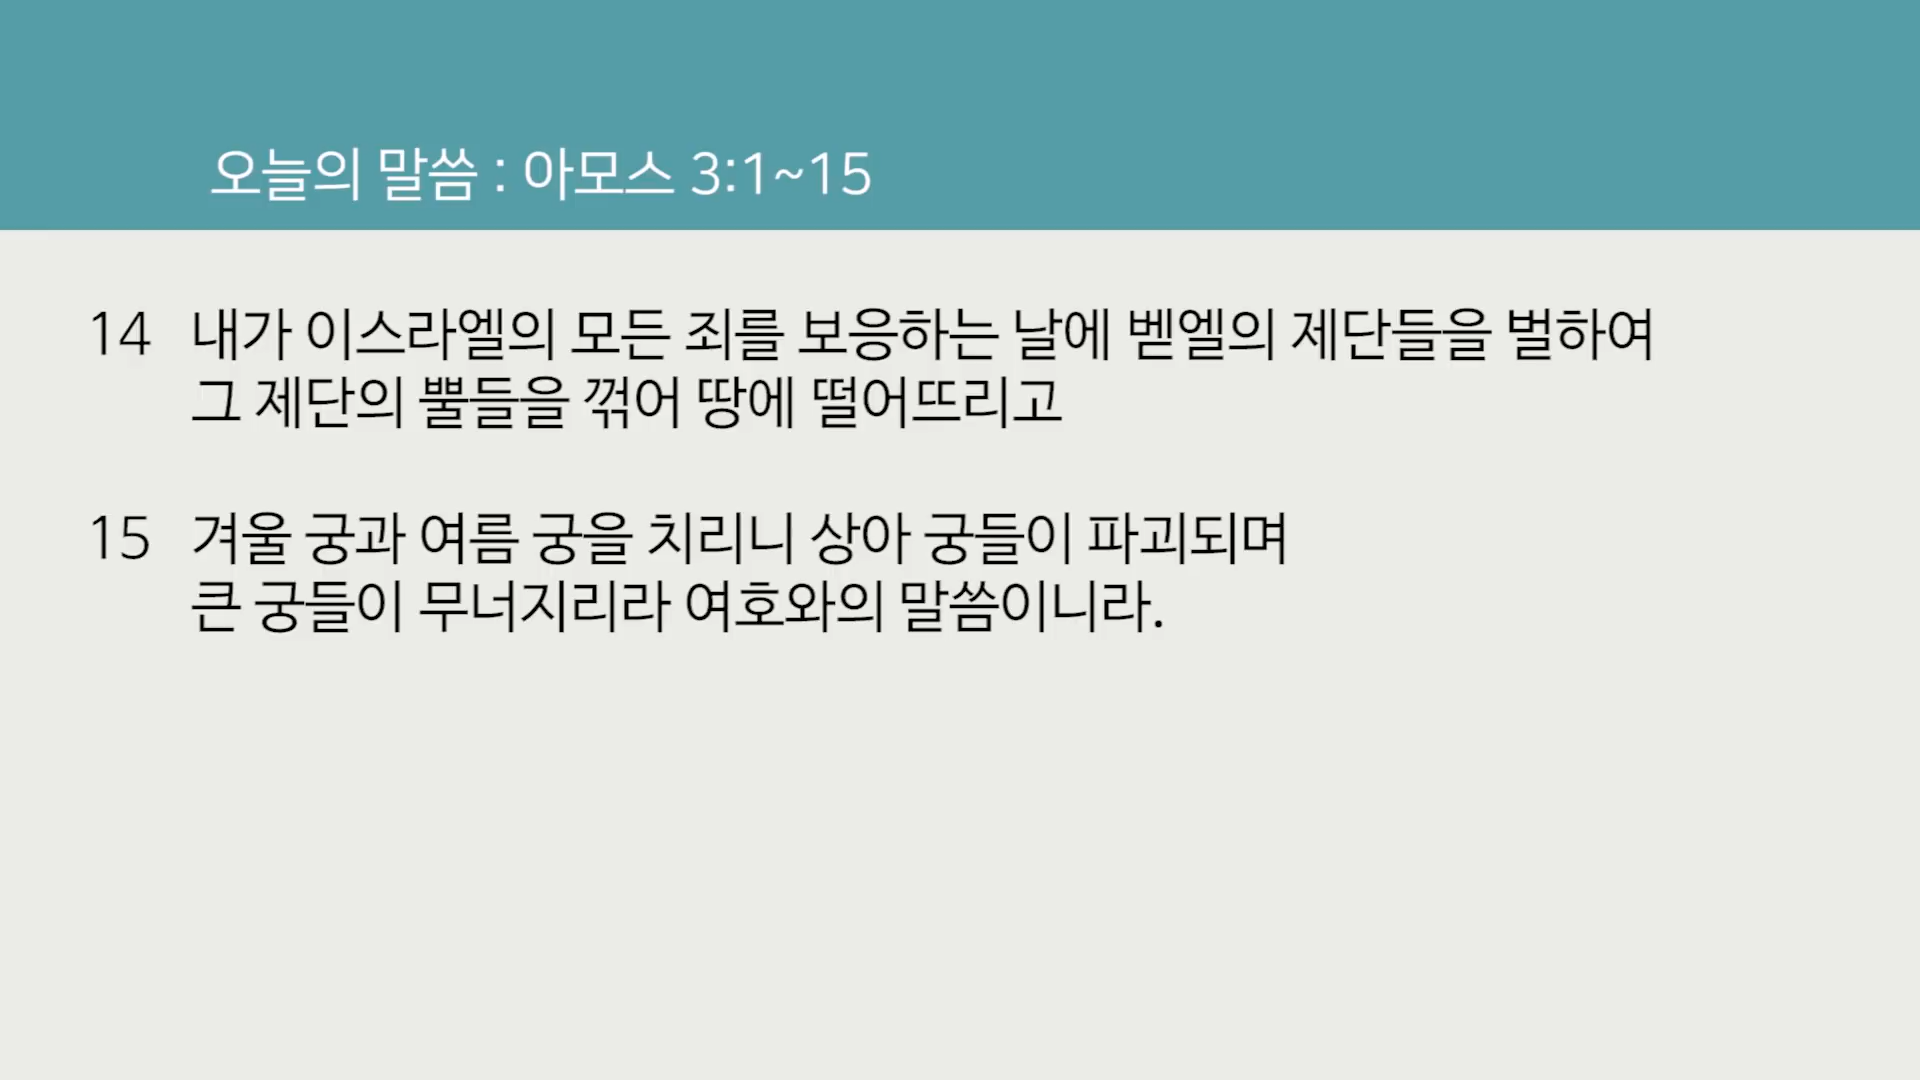 오늘의 말씀 : 아모스 3:1~15
14 내가 이스라엘의 모든 죄를 보응하는 날에 벧엘의 제단들을 벌하여
그 제단의 뿔들을 꺾어 땅에 떨어뜨리고
15 겨울 궁과 여름 궁을 치리니 상아 궁들이 파괴되며
큰 궁들이 무너지리라 여호와의 말씀이니라.